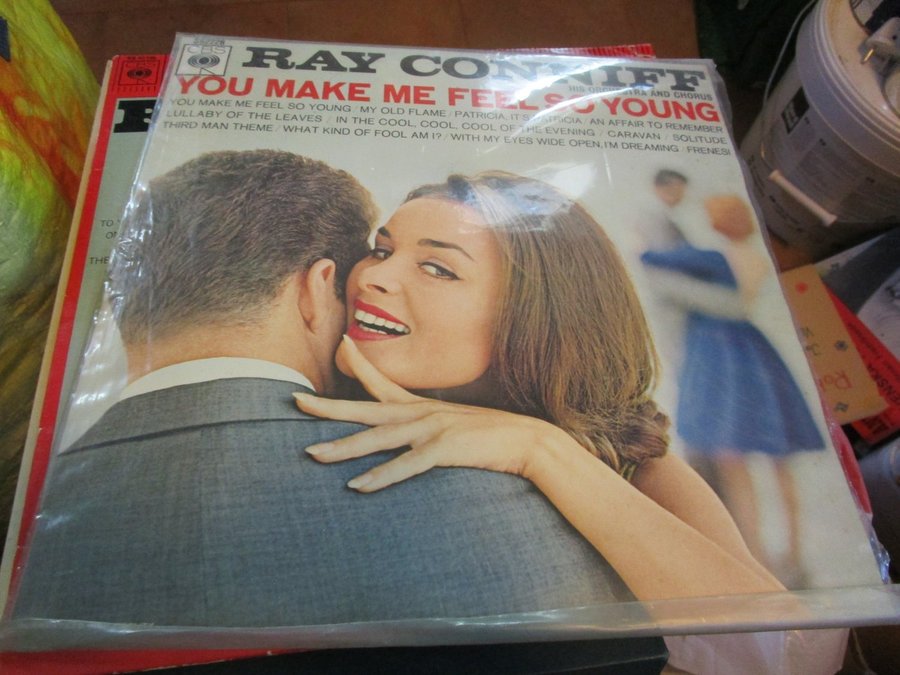 CBS
RAY CONNIFF
HIS ORCHESTRA AND CHORUS
YOU MAKE ME FEEL SO YOUNG
YOU MAKE ME FEEL SO YOUNG / MY OLD FLAME / PATRICIA, IT'S PATRICIA / AN AFFAIR TO REMEMBER
LULLABY OF THE LEAVES / IN THE COOL, COOL, COOL OF THE EVENING / CARAVAN / SOLITUDE
THIRD MAN THEME / WHAT KIND OF FOOL AM I? / WITH MY EYES WIDE OPEN, I'M DREAMING / FRENESI
CBS
TO
THE